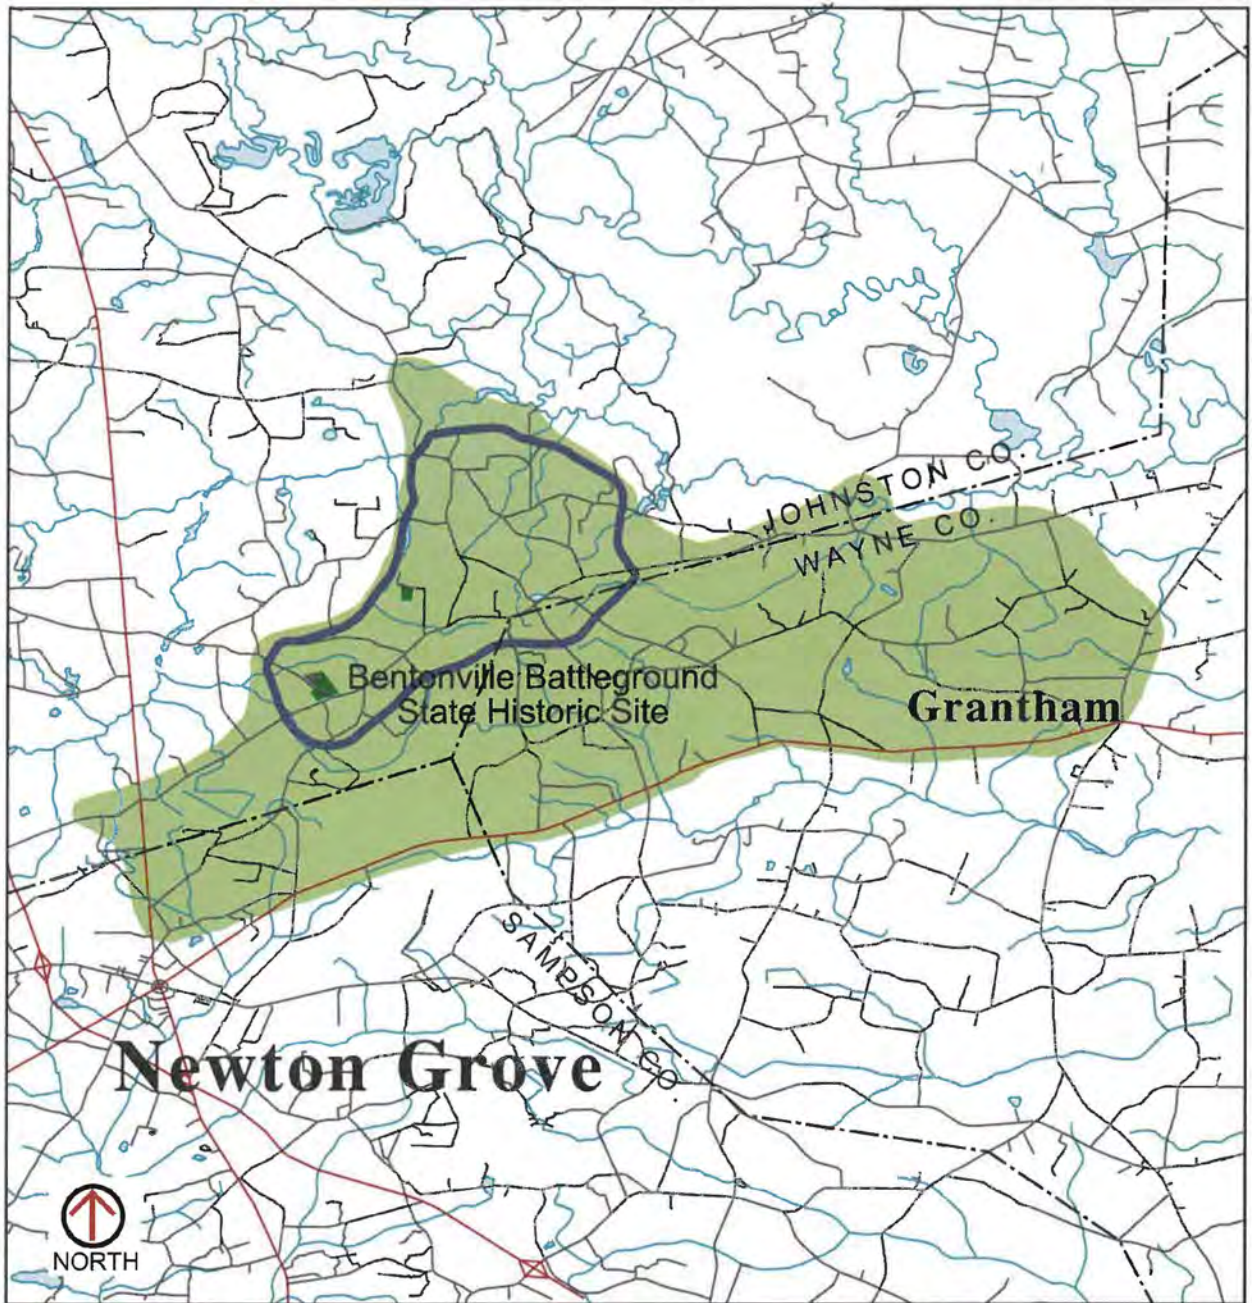 JOHNSTON CO.
WAYNE CO.
Bentonville Battleground
State Historic Site
Grantham
SAMPSON CO.
Newton Grove
NORTH